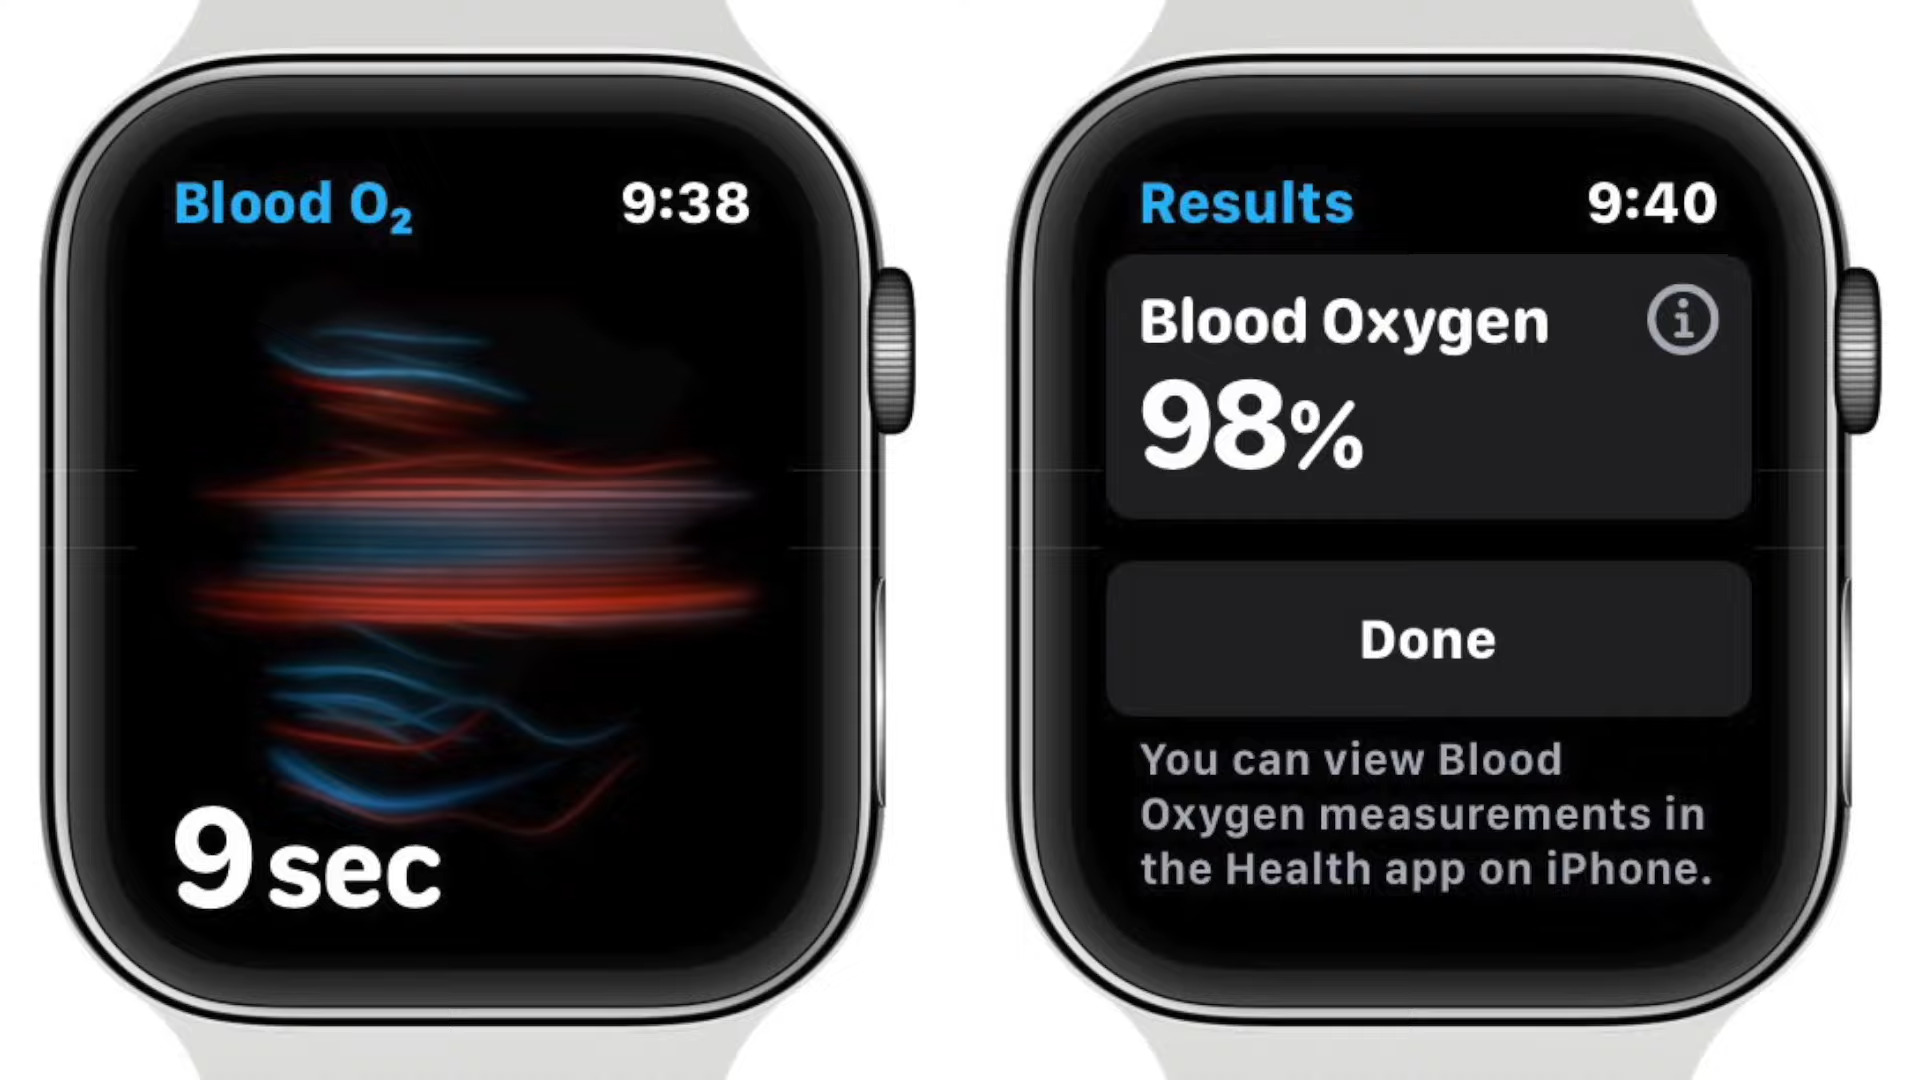 Blood O₂
9:38
9 sec
Results
9:40
Blood Oxygen
98%
Done
You can view Blood
Oxygen measurements in
the Health app on iPhone.